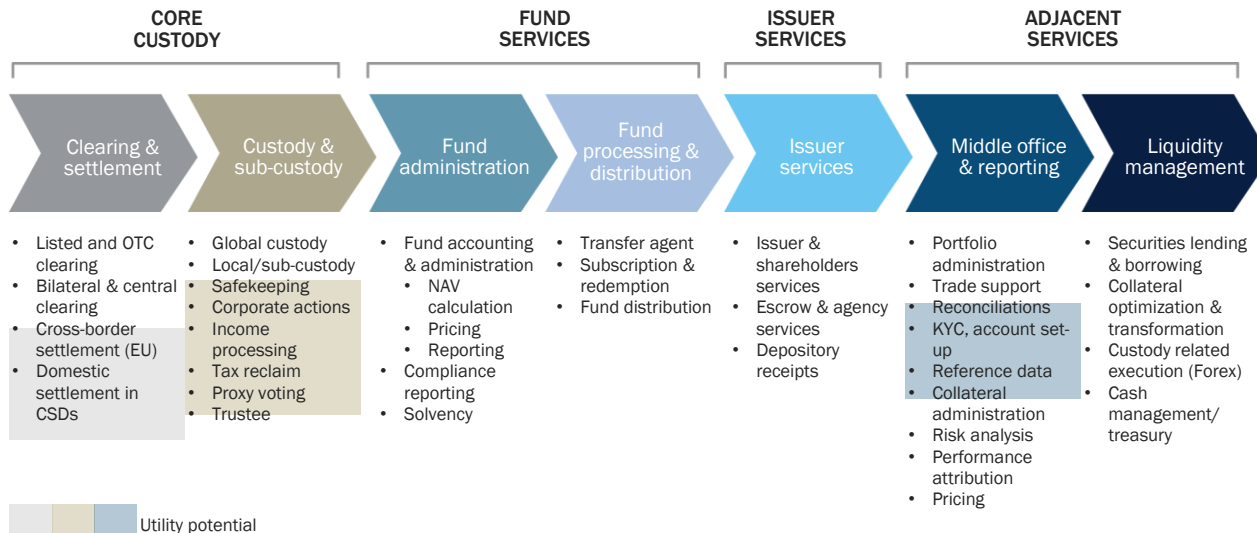 CORE
CUSTODY
FUND
SERVICES
ISSUER
SERVICES
ADJACENT
SERVICES
Clearing &
settlement
Custody &
sub-custody
Fund
administration
Fund
processing &
distribution
Issuer
services
Middle office
& reporting
Liquidity
management
• Listed and OTC
clearing
• Bilateral & central
clearing
• Cross-border
settlement (EU)
• Domestic
settlement in
CSDs
• Global custody
• Local/sub-custody
• Safekeeping
• Corporate actions
• Income
processing
• Tax reclaim
• Proxy voting
• Trustee
• Fund accounting
& administration
• NAV
calculation
• Pricing
• Reporting
• Compliance
reporting
• Solvency
• Transfer agent
• Subscription &
redemption
• Fund distribution
• Issuer &
shareholders
services
• Escrow & agency
services
• Depository
receipts
• Portfolio
administration
• Trade support
• Reconciliations
• KYC, account set-
up
• Reference data
• Collateral
administration
• Risk analysis
• Performance
attribution
• Pricing
• Securities lending
& borrowing
• Collateral
optimization &
transformation
• Custody related
execution (Forex)
• Cash
management/
treasury
Utility potential